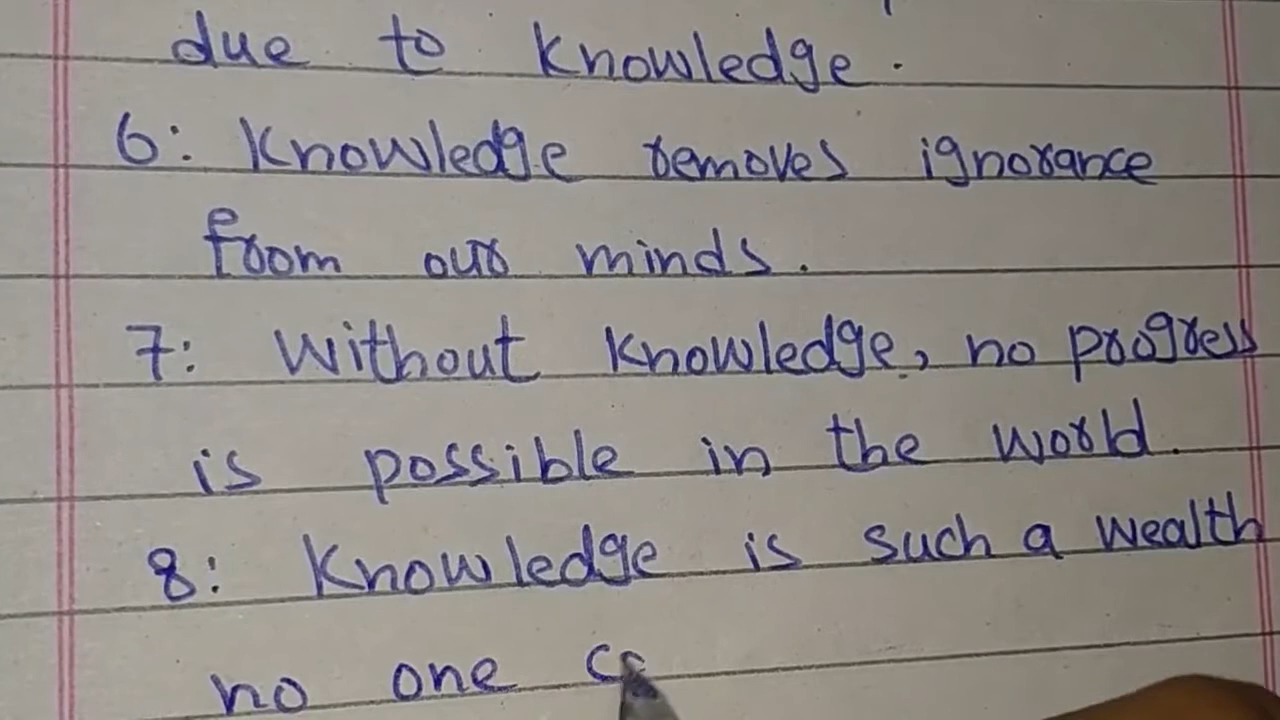 due to knowledge.
6: Knowledge removes ignorance
from our minds.
7: Without knowledge, no progress
is possible in the world.
8: Knowledge is such a wealth
no one